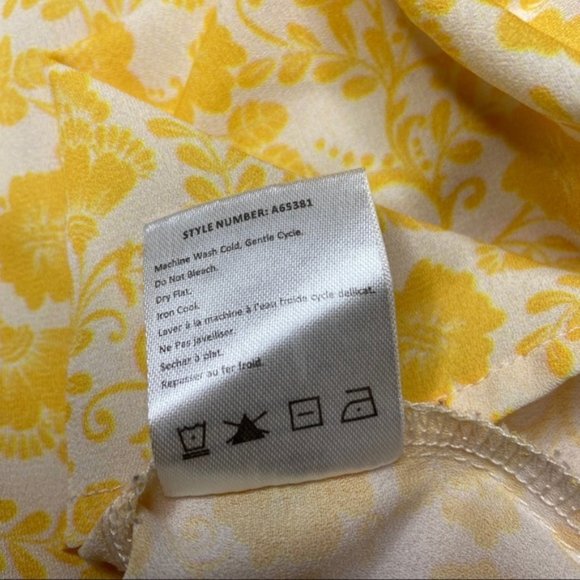 STYLE NUMBER: A65381
Machine Wash Cold, Gentle Cycle.
Do Not Bleach.
Dry Flat.
Iron Cool.
Laver à la machine à l'eau froide cycle délicat.
Ne Pas javelliser.
Sechar à plat.
Repasser au fer froid.